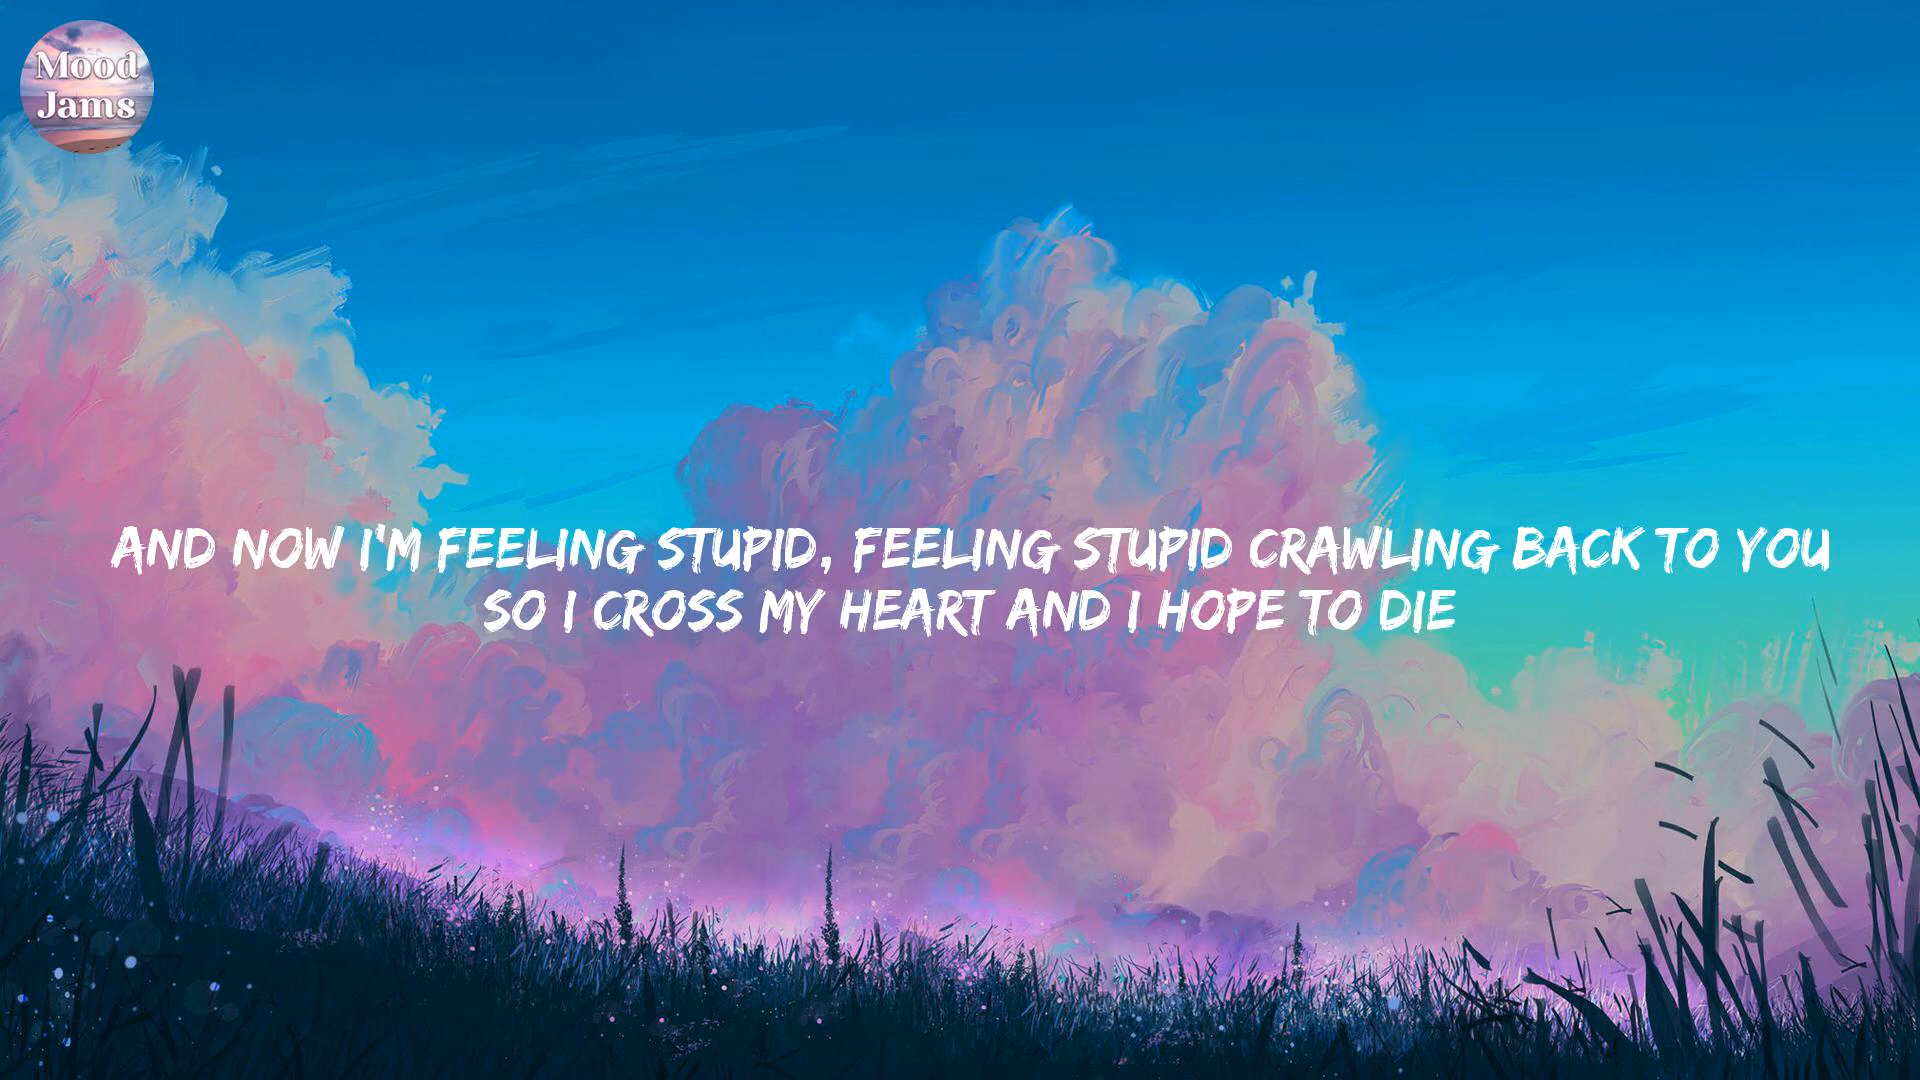 Mood
Jams
AND NOW I'M FEELING STUPID, FEELING STUPID CRAWLING BACK TO YOU
SO I CROSS MY HEART AND I HOPE TO DIE